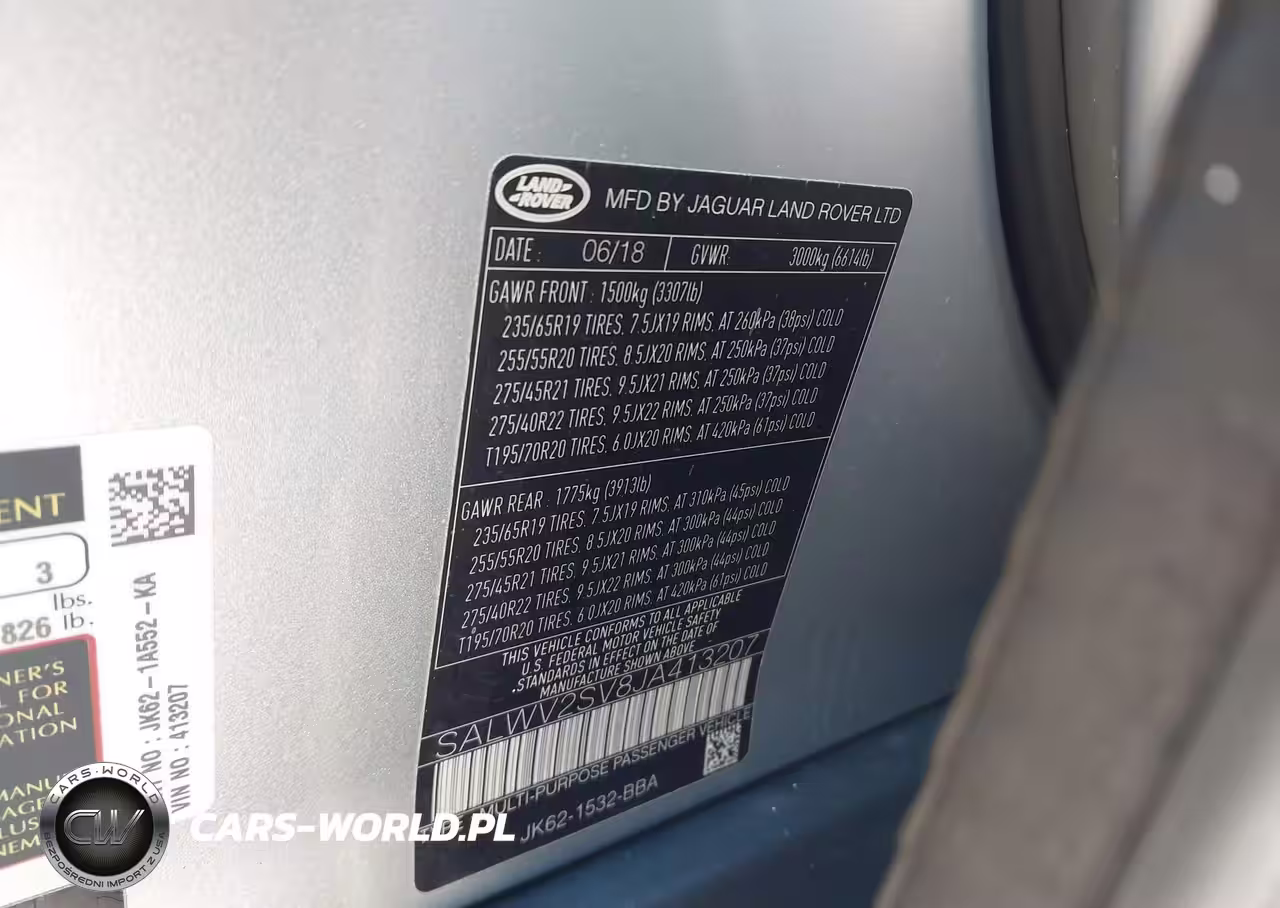 LAND-
-ROVER
MFD BY JAGUAR LAND ROVER LTD
DATE : 06/18 GVWR: 3000kg (6614lb)
GAWR FRONT : 1500kg (3307lb)
235/65R19 TIRES, 7.5JX19 RIMS, AT 260kPa (38psi) COLD
255/55R20 TIRES, 8.5JX20 RIMS, AT 250kPa (37psi) COLD
275/45R21 TIRES, 9.5JX21 RIMS, AT 250kPa (37psi) COLD
275/40R22 TIRES, 9.5JX22 RIMS, AT 250kPa (37psi) COLD
T195/70R20 TIRES, 6.0JX20 RIMS, AT 420kPa (61psi) COLD
GAWR REAR : 1775kg (3913lb)
235/65R19 TIRES, 7.5JX19 RIMS, AT 310kPa (45psi) COLD
255/55R20 TIRES, 8.5JX20 RIMS, AT 300kPa (44psi) COLD
275/45R21 TIRES, 9.5JX21 RIMS, AT 300kPa (44psi) COLD
275/40R22 TIRES, 9.5JX22 RIMS, AT 300kPa (44psi) COLD
T195/70R20 TIRES, 6.0JX20 RIMS, AT 420kPa (61psi) COLD
THIS VEHICLE CONFORMS TO ALL APPLICABLE
U.S. FEDERAL MOTOR VEHICLE SAFETY
STANDARDS IN EFFECT ON THE DATE OF
MANUFACTURE SHOWN ABOVE
SALWV2SV8JA413207
MULTI-PURPOSE PASSENGER VEHICLE
JK62-1532-BBA
ENT
3
lbs.
826 lb.
NER'S
L FOR
ONAL
ATION
MANU
AGE
LUS
NEM
NO : JK62-1A552-KA
VIN NO : 413207
CARS-WORLD
CW
BEZPOŚREDNI IMPORT Z USA
CARS-WORLD.PL